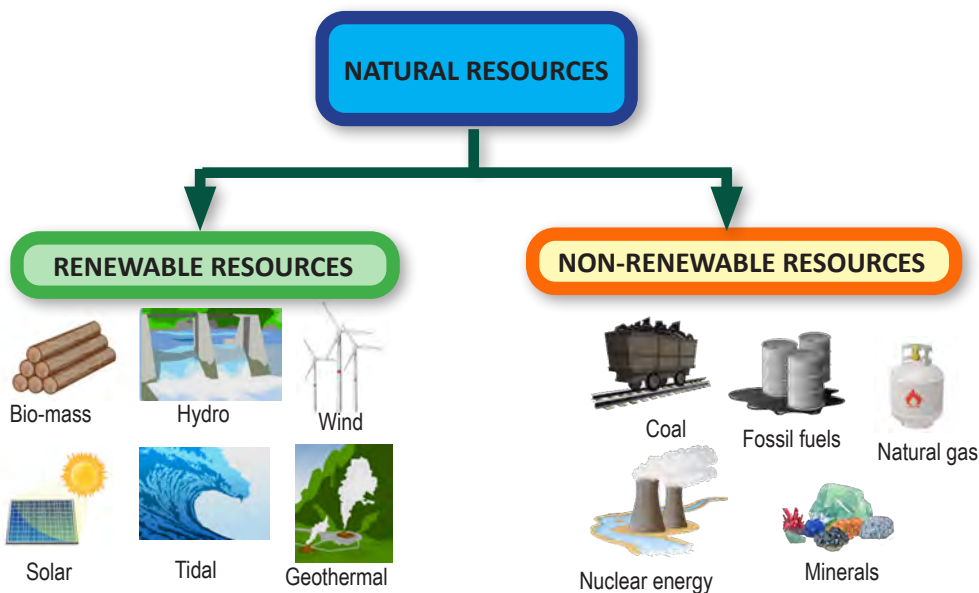 NATURAL RESOURCES
RENEWABLE RESOURCES
NON-RENEWABLE RESOURCES
Bio-mass
Hydro
Wind
Coal
Fossil fuels
Natural gas
Solar
Tidal
Geothermal
Nuclear energy
Minerals